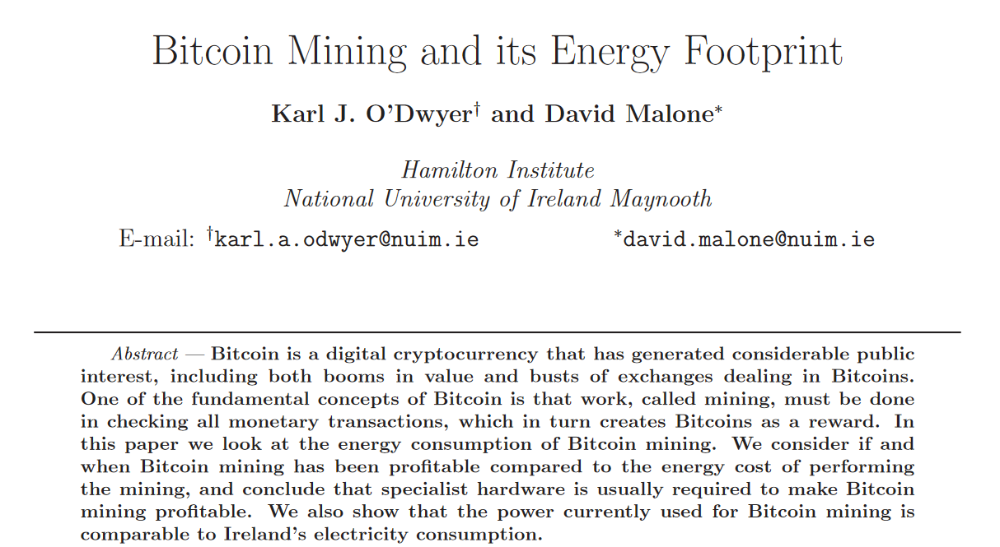 Bitcoin Mining and its Energy Footprint
Karl J. O'Dwyer† and David Malone*
Hamilton Institute
National University of Ireland Maynooth
E-mail: †karl.a.odwyer@nuim.ie *david.malone@nuim.ie
Abstract — Bitcoin is a digital cryptocurrency that has generated considerable public
interest, including both booms in value and busts of exchanges dealing in Bitcoins.
One of the fundamental concepts of Bitcoin is that work, called mining, must be done
in checking all monetary transactions, which in turn creates Bitcoins as a reward. In
this paper we look at the energy consumption of Bitcoin mining. We consider if and
when Bitcoin mining has been profitable compared to the energy cost of performing
the mining, and conclude that specialist hardware is usually required to make Bitcoin
mining profitable. We also show that the power currently used for Bitcoin mining is
comparable to Ireland's electricity consumption.